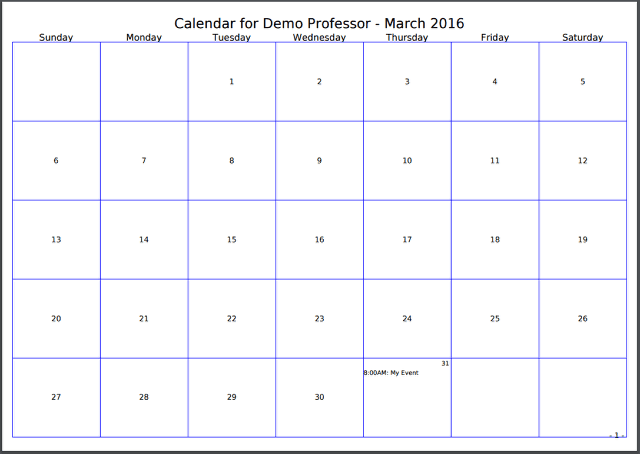 Calendar for Demo Professor - March 2016
Sunday Monday Tuesday Wednesday Thursday Friday Saturday
1 2 3 4 5
6 7 8 9 10 11 12
13 14 15 16 17 18 19
20 21 22 23 24 25 26
31
8:00AM: My Event
27 28 29 30
- 1 -